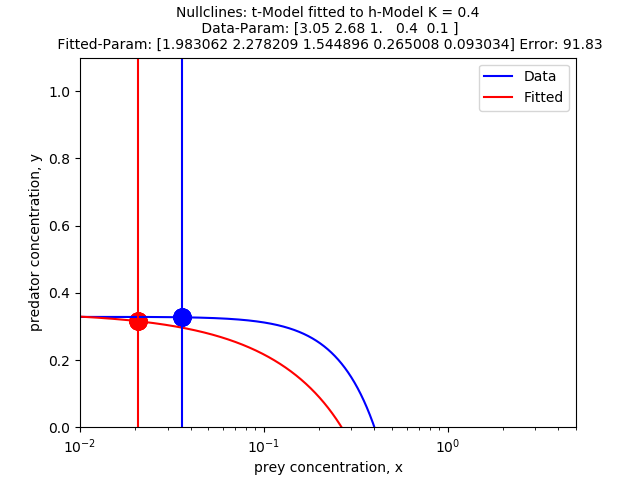 Nullclines: t-Model fitted to h-Model K = 0.4
Data-Param: [3.05 2.68 1.   0.4  0.1 ]
Fitted-Param: [1.983062 2.278209 1.544896 0.265008 0.093034] Error: 91.83
Data
Fitted
1.0
0.8
0.6
0.4
0.2
0.0
predator concentration, y
10⁻²
10⁻¹
10⁰
prey concentration, x